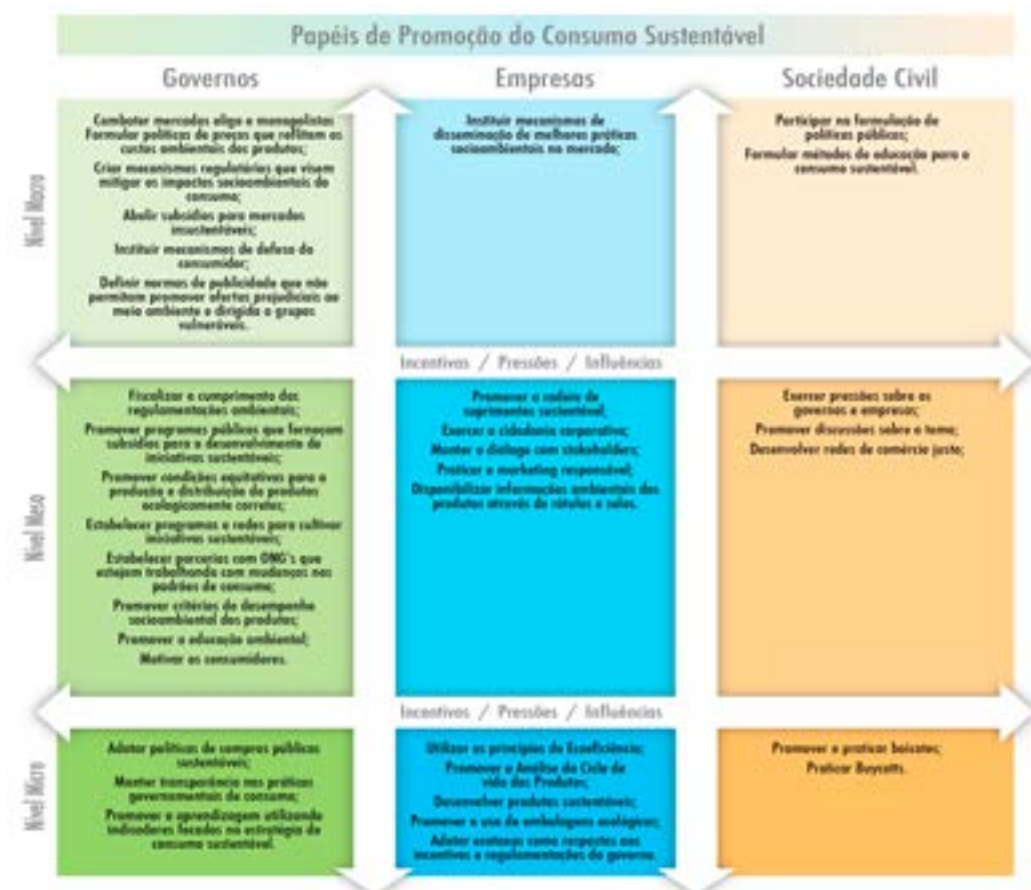 Papéis de Promoção do Consumo Sustentável
Governos
Empresas
Sociedade Civil
Nível Macro
Combater mercados oligo e monopolistas
Formular políticas de preços que reflitam os
custos ambientais dos produtos;
Criar mecanismos regulatórios que visem
mitigar os impactos socioambientais do
consumo;
Abolir subsídios para mercados
insustentáveis;
Instituir mecanismos de defesa do
consumidor;
Definir normas de publicidade que não
permitam promover ofertas prejudiciais ao
meio ambiente e dirigida a grupos
vulneráveis.
Instituir mecanismos de
disseminação de melhores práticas
socioambientais no mercado;
Participar na formulação de
políticas públicas;
Formular métodos de educação para o
consumo sustentável.
Incentivos / Pressões / Influências
Nível Meso
Fiscalizar o cumprimento das
regulamentações ambientais;
Promover programas públicos que forneçam
subsídios para o desenvolvimento de
iniciativas sustentáveis;
Promover condições equitativas para a
produção e distribuição de produtos
ecologicamente corretos;
Estabelecer programas e redes para cultivar
iniciativas sustentáveis;
Estabelecer parcerias com ONG's que
estejam trabalhando com mudanças nos
padrões de consumo;
Promover critérios de desempenho
socioambiental dos produtos;
Promover a educação ambiental;
Motivar os consumidores.
Promover a cadeia de
suprimentos sustentável;
Exercer a cidadania corporativa;
Manter o diálogo com stakeholders;
Praticar o marketing responsável;
Disponibilizar informações ambientais dos
produtos através de rótulos e selos.
Exercer pressões sobre os
governos e empresas;
Promover discussões sobre o tema;
Desenvolver redes de comércio justo;
Incentivos / Pressões / Influências
Nível Micro
Adotar políticas de compras públicas
sustentáveis;
Manter transparência nas práticas
governamentais de consumo;
Promover a aprendizagem utilizando
indicadores focados na estratégia de
consumo sustentável.
Utilizar os princípios de Ecoeficiência;
Promover a Análise do Ciclo de
vida dos Produtos;
Desenvolver produtos sustentáveis;
Promover o uso de embalagens ecológicas;
Adotar como respostas aos
incentivos e regulamentações do governo.
Promover e praticar boicotes;
Praticar Buycotts.